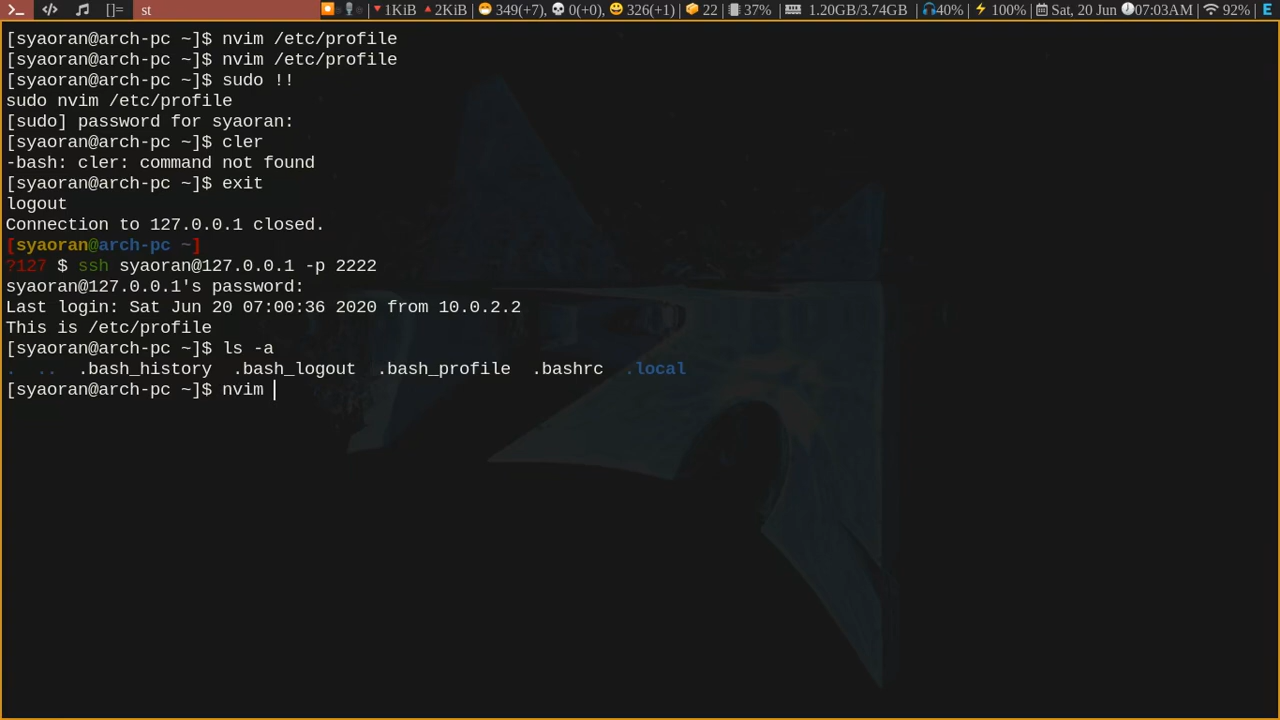 []= st 1KiB 2KiB | 349(+7), 0(+0), 326(+1) | 22 | 37% | 1.20GB/3.74GB | 40% | 100% | Sat, 20 Jun 07:03AM | 92% | E
[syaoran@arch-pc ~]$ nvim /etc/profile
[syaoran@arch-pc ~]$ nvim /etc/profile
[syaoran@arch-pc ~]$ sudo !!
sudo nvim /etc/profile
[sudo] password for syaoran:
[syaoran@arch-pc ~]$ cler
-bash: cler: command not found
[syaoran@arch-pc ~]$ exit
logout
Connection to 127.0.0.1 closed.
[syaoran@arch-pc ~]
?127 $ ssh syaoran@127.0.0.1 -p 2222
syaoran@127.0.0.1's password:
Last login: Sat Jun 20 07:00:36 2020 from 10.0.2.2
This is /etc/profile
[syaoran@arch-pc ~]$ ls -a
. .. .bash_history .bash_logout .bash_profile .bashrc .local
[syaoran@arch-pc ~]$ nvim